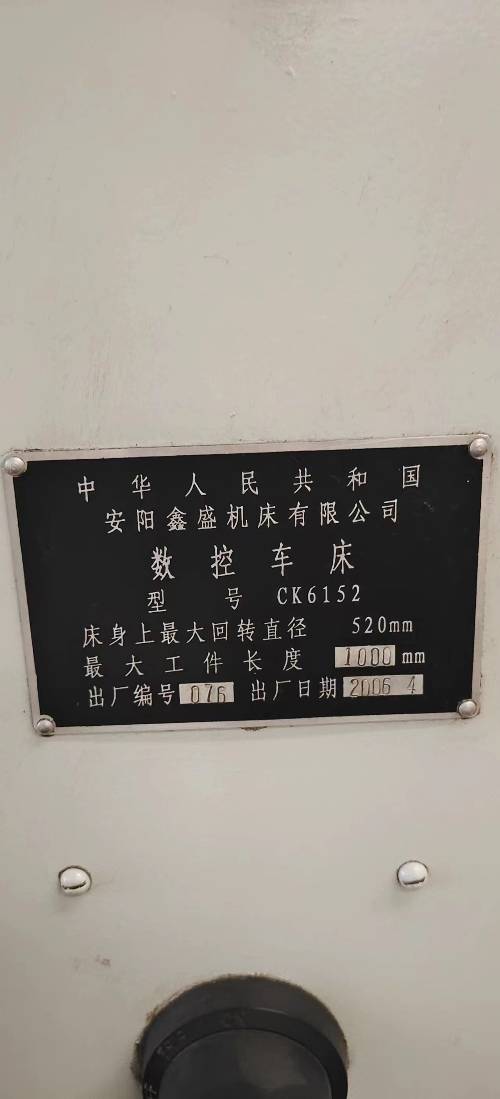 中华人民共和国
安阳鑫盛机床有限公司
数控车床
型号 CK6152
床身上最大回转直径 520mm
最大工件长度 1000 mm
出厂编号 076 出厂日期 2006 4